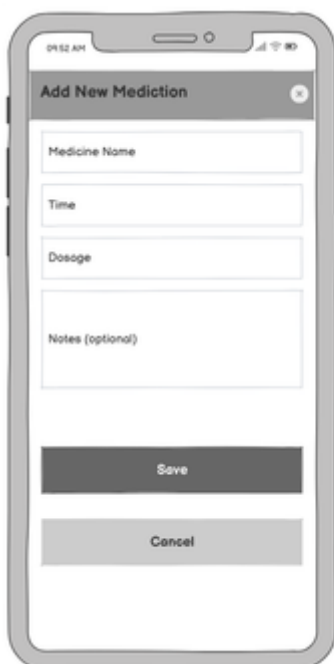 09:52 AM
Add New Mediction
Medicine Name
Time
Dosage
Notes (optional)
Save
Cancel